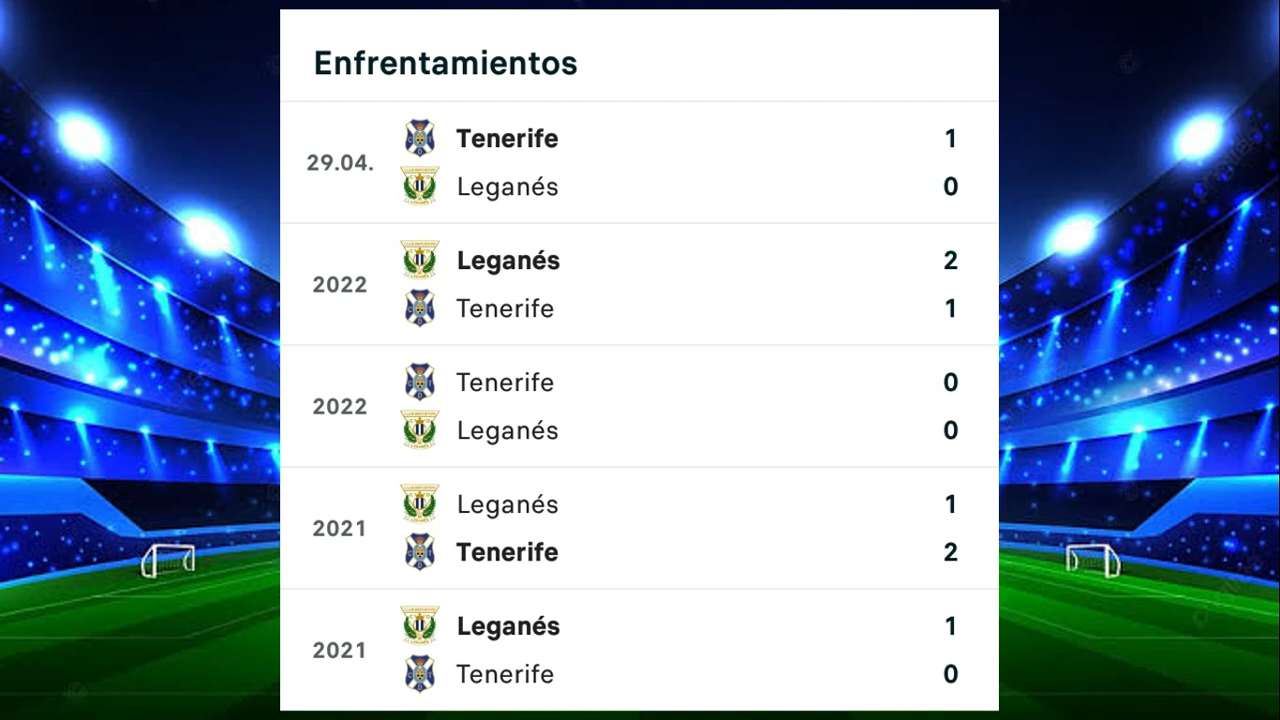 Enfrentamientos
29.04.
Tenerife 1
Leganés 0
2022
Leganés 2
Tenerife 1
2022
Tenerife 0
Leganés 0
2021
Leganés 1
Tenerife 2
2021
Leganés 1
Tenerife 0